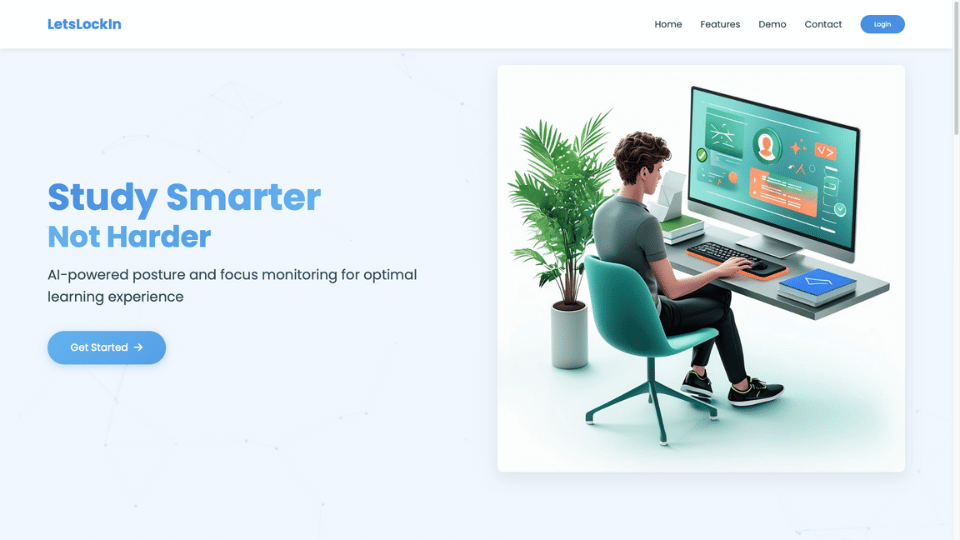 LetsLockIn
Home Features Demo Contact Login
Study Smarter
Not Harder
AI-powered posture and focus monitoring for optimal
learning experience
Get Started →